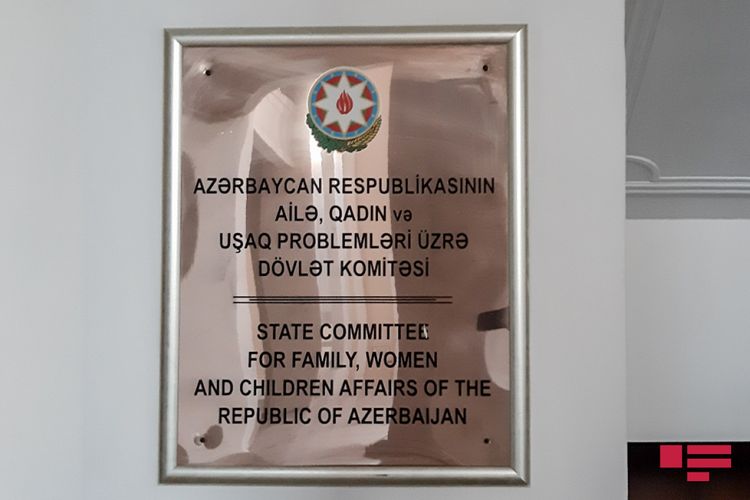 AZƏRBAYCAN RESPUBLİKASININ
AİLƏ, QADIN və
UŞAQ PROBLEMLƏRİ ÜZRƏ
DÖVLƏT KOMİTƏSİ
STATE COMMITTEE
FOR FAMILY, WOMEN
AND CHILDREN AFFAIRS OF THE
REPUBLIC OF AZERBAIJAN